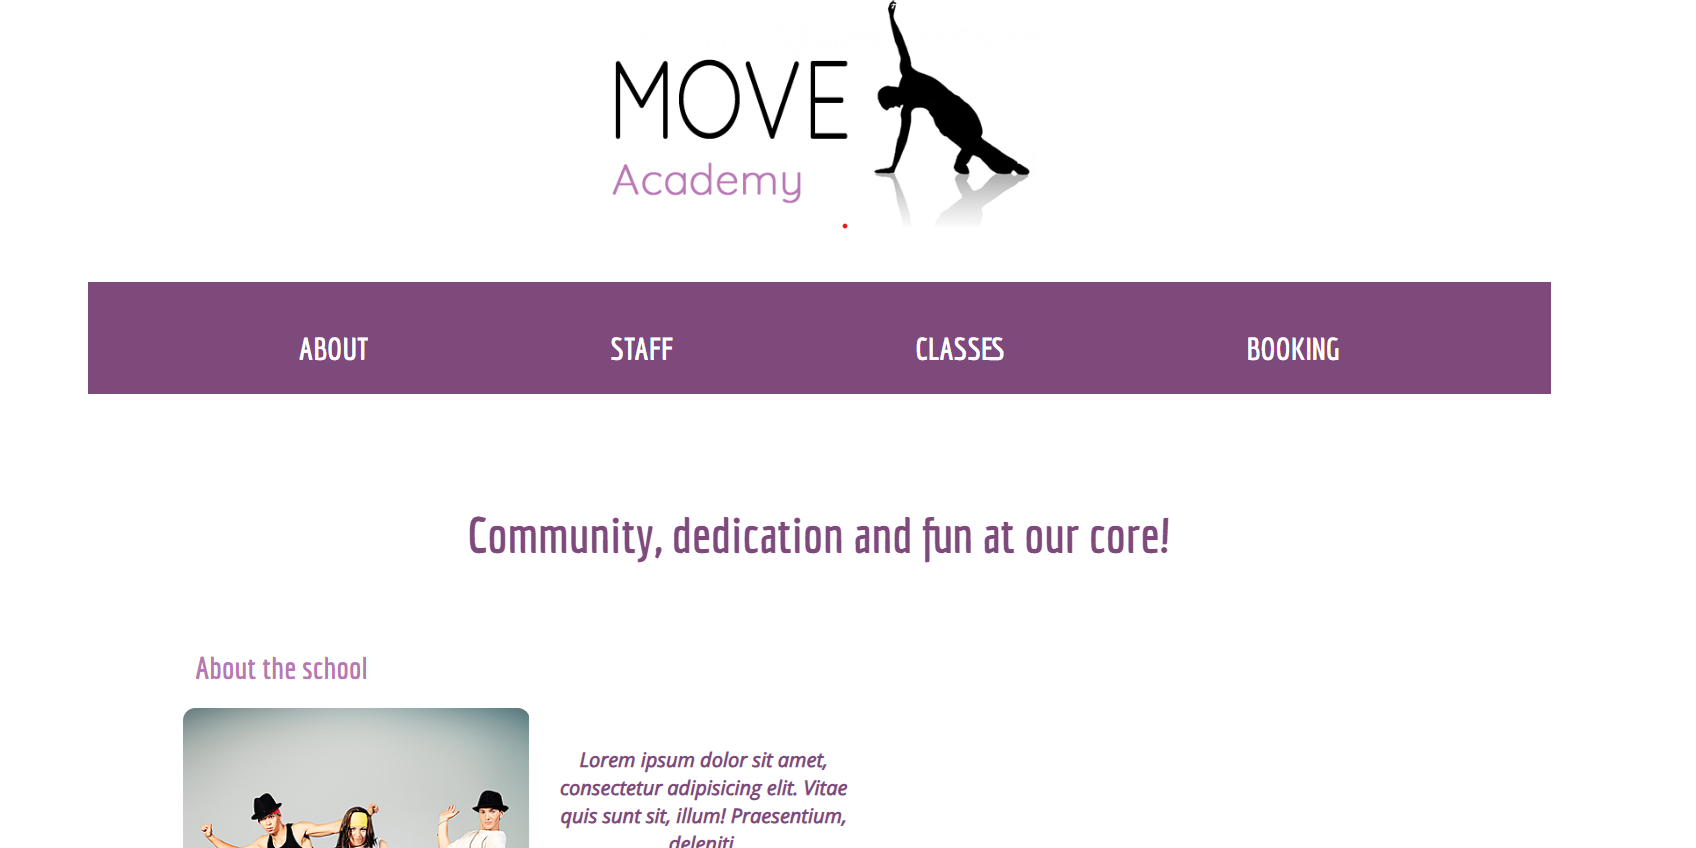 MOVE
Academy
ABOUT STAFF CLASSES BOOKING
Community, dedication and fun at our core!
About the school
Lorem ipsum dolor sit amet,
consectetur adipisicing elit. Vitae
quis sunt sit, illum! Praesentium,
deleniti